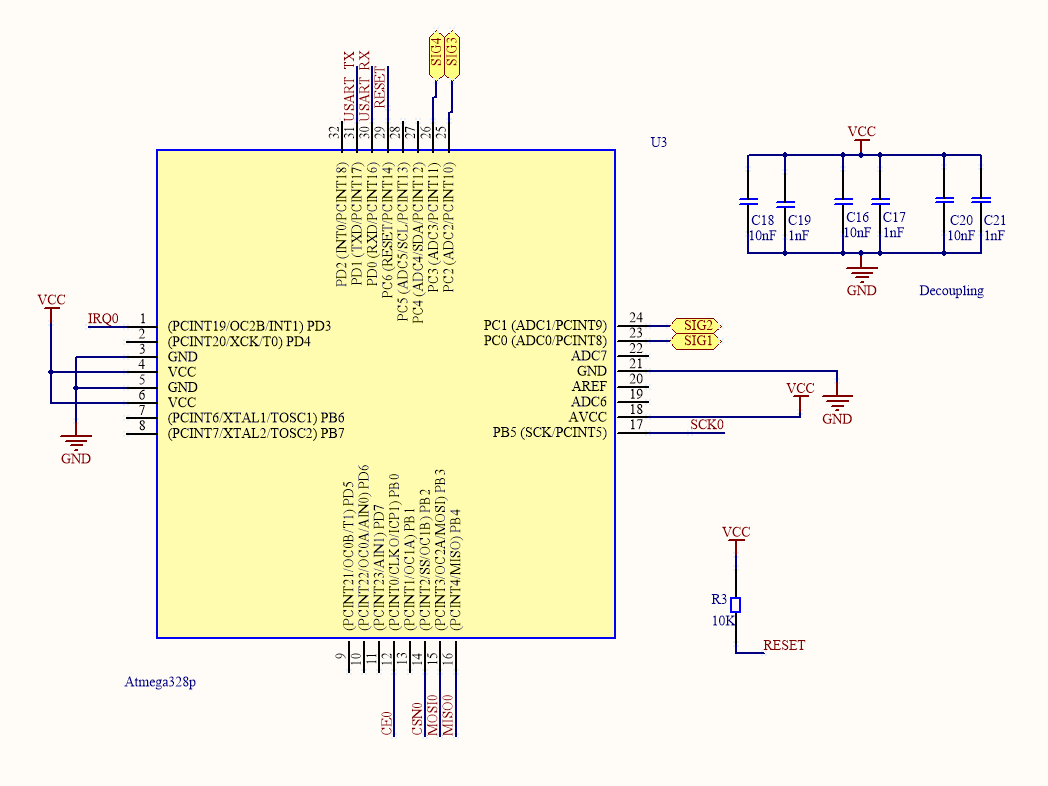 SIG4
SIG3
USART_TX
USART_RX
RESET
32
31
30
29
28
27
26
25
U3
PD2 (INT0/PCINT18)
PD1 (TXD/PCINT17)
PD0 (RXD/PCINT16)
PC6 (RESET/PCINT14)
PC5 (ADC5/SCL/PCINT13)
PC4 (ADC4/SDA/PCINT12)
PC3 (ADC3/PCINT11)
PC2 (ADC2/PCINT10)
VCC
C18
10nF
C19
1nF
C16
10nF
C17
1nF
C20
10nF
C21
1nF
GND
Decoupling
VCC
IRQ0
1
(PCINT19/OC2B/INT1) PD3
2
(PCINT20/XCK/T0) PD4
3
GND
4
VCC
5
GND
6
VCC
7
(PCINT6/XTAL1/TOSC1) PB6
8
(PCINT7/XTAL2/TOSC2) PB7
GND
PC1 (ADC1/PCINT9)
24
SIG2
PC0 (ADC0/PCINT8)
23
SIG1
ADC7
22
GND
21
AREF
20
ADC6
19
AVCC
18
PB5 (SCK/PCINT5)
17
SCK0
VCC
GND
(PCINT21/OC0B/T1) PD5
(PCINT22/OC0A/AIN0) PD6
(PCINT23/AIN1) PD7
(PCINT0/CLKO/ICP1) PB0
(PCINT1/OC1A) PB1
(PCINT2/SS/OC1B) PB2
(PCINT3/OC2A/MOSI) PB3
(PCINT4/MISO) PB4
9
10
11
12
13
14
15
16
CE0
CSN0
MOSI0
MISO0
Atmega328p
VCC
R3
10K
RESET